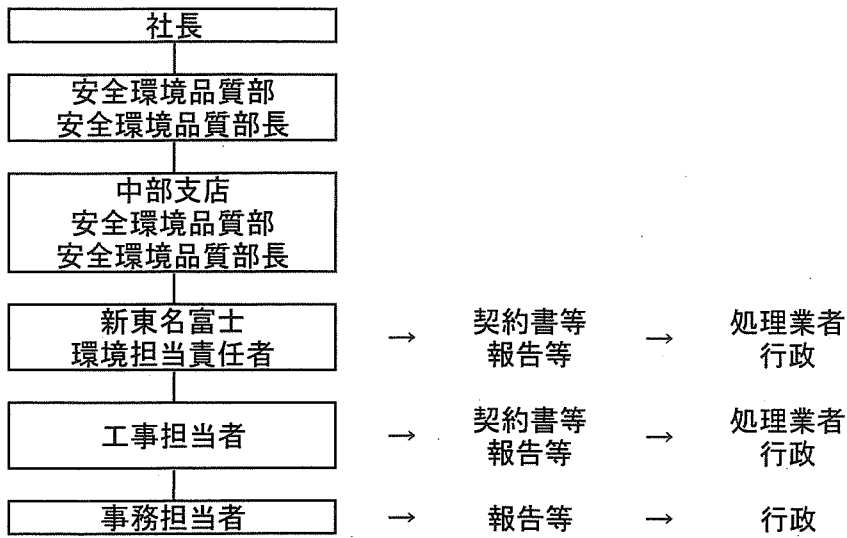 社長
安全環境品質部
安全環境品質部長
中部支店
安全環境品質部
安全環境品質部長
新東名富士
環境担当責任者
→
契約書等
報告等
→
処理業者
行政
工事担当者
→
契約書等
報告等
→
処理業者
行政
事務担当者
→
報告等
→
行政